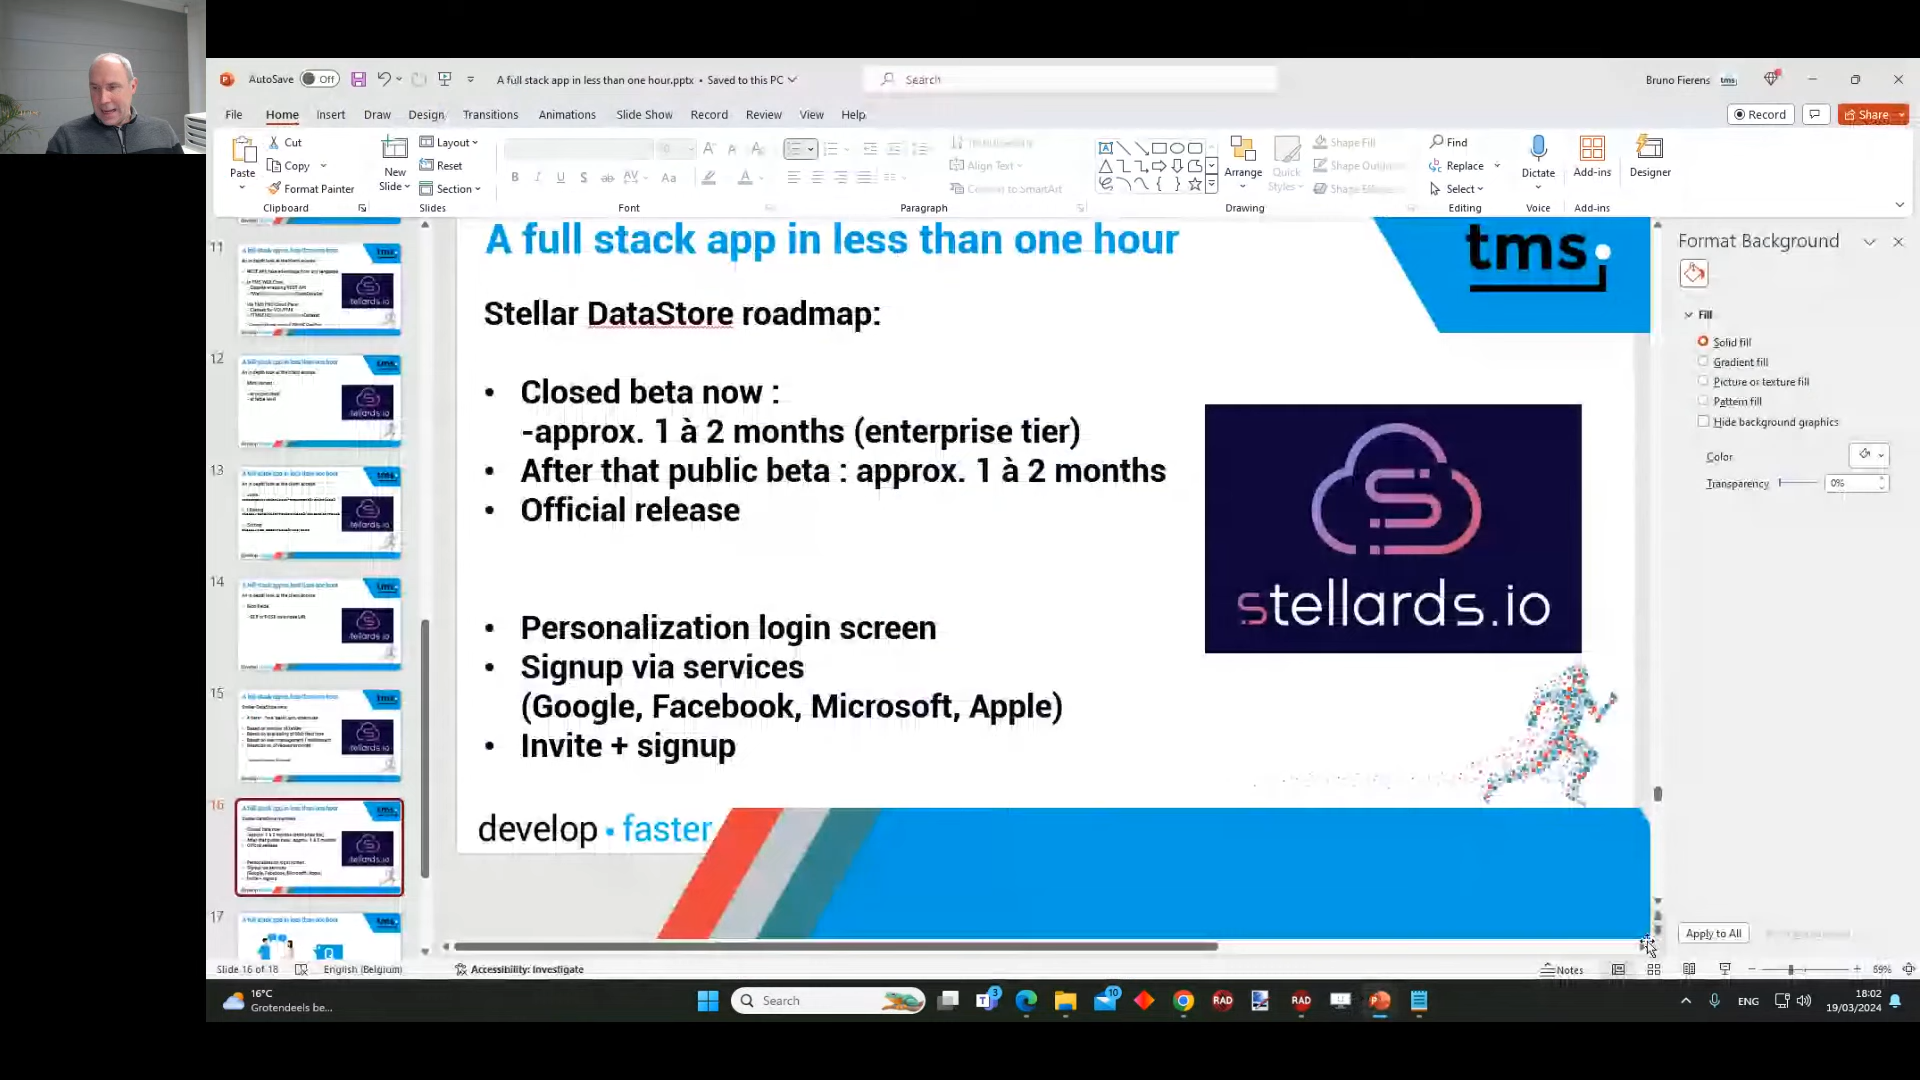 AutoSave Off A full stack app in less than one hour.pptx • Saved to this PC Search Bruno Fierens tms
File Home Insert Draw Design Transitions Animations Slide Show Record Review View Help Record Share
Paste Cut Copy Format Painter Clipboard
New Slide Layout Reset Section Slides
Font
Align Text Convert to SmartArt Paragraph
Arrange Quick Styles Shape Fill Shape Outline Shape Effects Drawing
Find Replace Select Editing
Dictate Voice
Add-ins Add-ins
Designer
11
12
13
14
15
16
17
A full stack app in less than one hour
tms
Stellar DataStore roadmap:
• Closed beta now :
-approx. 1 à 2 months (enterprise tier)
• After that public beta : approx. 1 à 2 months
• Official release
• Personalization login screen
• Signup via services
(Google, Facebook, Microsoft, Apple)
• Invite + signup
stellards.io
develop • faster
Format Background
Fill
Solid fill
Gradient fill
Picture or texture fill
Pattern fill
Hide background graphics
Color
Transparency 0%
Apply to All
Slide 16 of 18 English (Belgium) Accessibility: Investigate Notes 59%
16°C
Grotendeels be...
Search
3
10
RAD
RAD
ENG
18:02
19/03/2024